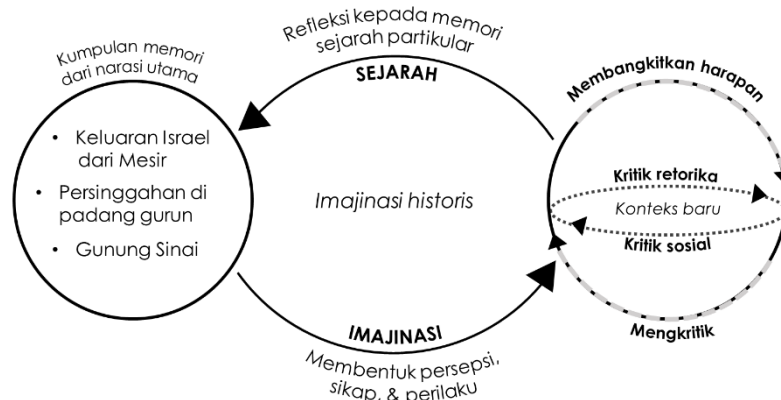 Kumpulan memori
dari narasi utama
• Keluaran Israel
dari Mesir
• Persinggahan di
padang gurun
• Gunung Sinai
Refleksi kepada memori
sejarah partikular
SEJARAH
Imajinasi historis
IMAJINASI
Membentuk persepsi,
sikap, & perilaku
Membangkitkan harapan
Kritik retorika
Konteks baru
Kritik sosial
Mengkritik